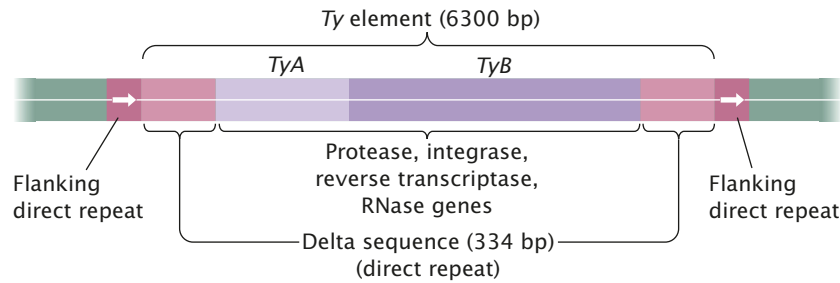 Ty element (6300 bp)
TyA
TyB
Protease, integrase,
reverse transcriptase,
RNase genes
Flanking
direct repeat
Flanking
direct repeat
Delta sequence (334 bp)
(direct repeat)